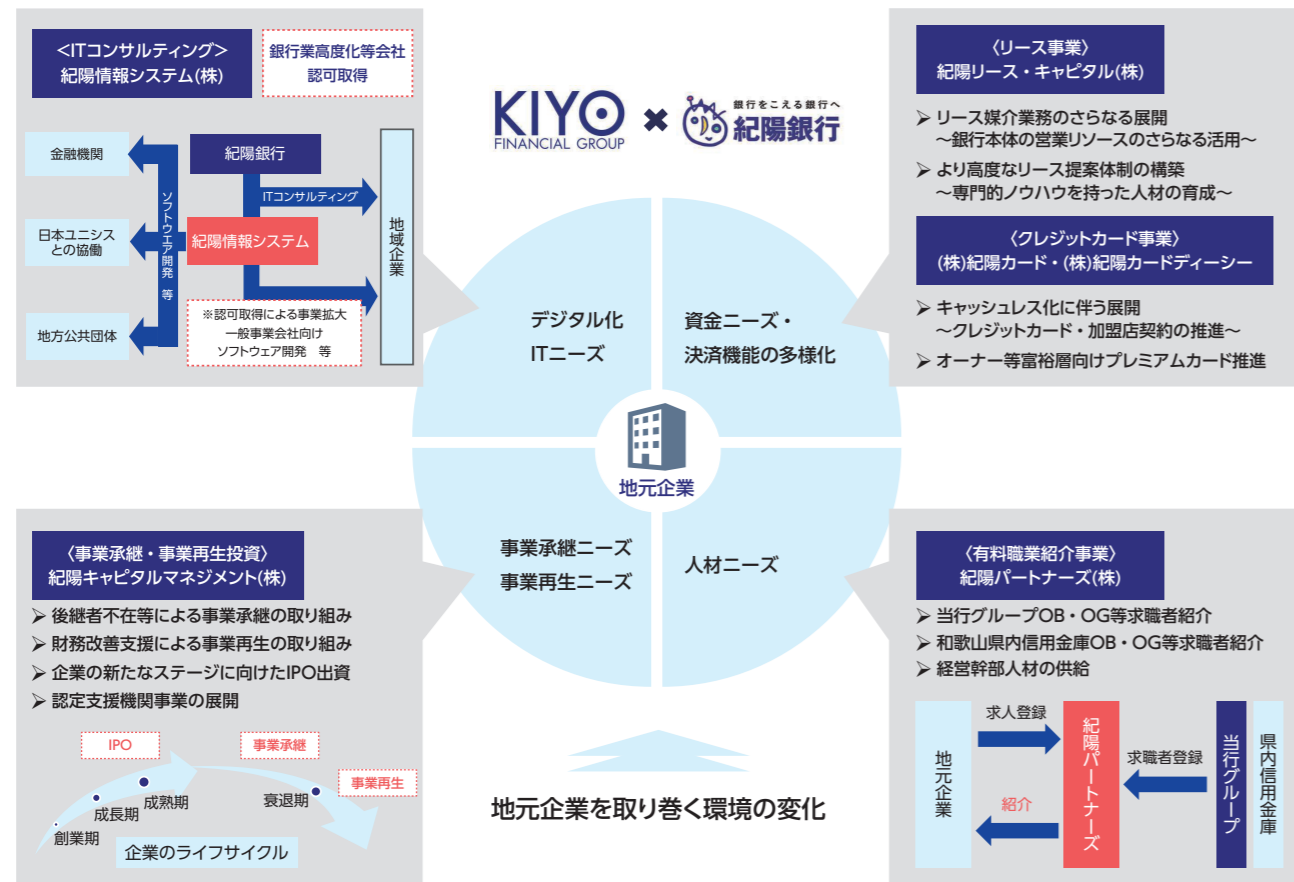 <ITコンサルティング>
紀陽情報システム(株)
銀行業高度化等会社
認可取得
金融機関
日本ユニシス
との協働
地方公共団体
ソフトウエア開発 等
紀陽銀行
ITコンサルティング
紀陽情報システム
※認可取得による事業拡大
一般事業会社向け
ソフトウェア開発 等
地域企業
KIYO
FINANCIAL GROUP
×
銀行をこえる銀行へ
紀陽銀行
〈リース事業〉
紀陽リース・キャピタル(株)
➢ リース媒介業務のさらなる展開
～銀行本体の営業リソースのさらなる活用～
➢ より高度なリース提案体制の構築
～専門的ノウハウを持った人材の育成～
〈クレジットカード事業〉
(株)紀陽カード・(株)紀陽カードディーシー
➢ キャッシュレス化に伴う展開
～クレジットカード・加盟店契約の推進～
➢ オーナー等富裕層向けプレミアムカード推進
デジタル化
ITニーズ
資金ニーズ・
決済機能の多様化
地元企業
事業承継ニーズ
事業再生ニーズ
人材ニーズ
地元企業を取り巻く環境の変化
〈事業承継・事業再生投資〉
紀陽キャピタルマネジメント(株)
➢ 後継者不在等による事業承継の取り組み
➢ 財務改善支援による事業再生の取り組み
➢ 企業の新たなステージに向けたIPO出資
➢ 認定支援機関事業の展開
IPO
事業承継
事業再生
創業期
成長期
成熟期
衰退期
企業のライフサイクル
〈有料職業紹介事業〉
紀陽パートナーズ(株)
➢ 当行グループOB・OG等求職者紹介
➢ 和歌山県内信用金庫OB・OG等求職者紹介
➢ 経営幹部人材の供給
地元企業
求人登録
紹介
紀陽パートナーズ
求職者登録
当行グループ
県内信用金庫